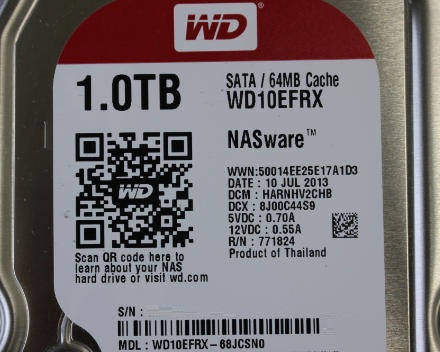 WD
1.0TB
SATA / 64MB Cache
WD10EFRX
NASware™
WD
WWN:50014EE25E17A1D3
DATE : 10 JUL 2013
DCM : HARNHV2CHB
DCX : 8J00C44S9
5VDC : 0.70A
12VDC : 0.55A
R/N : 771824
Product of Thailand
Scan QR code here to
learn about your NAS
hard drive or visit wd.com
S/N :
MDL : WD10EFRX-68JCSN0